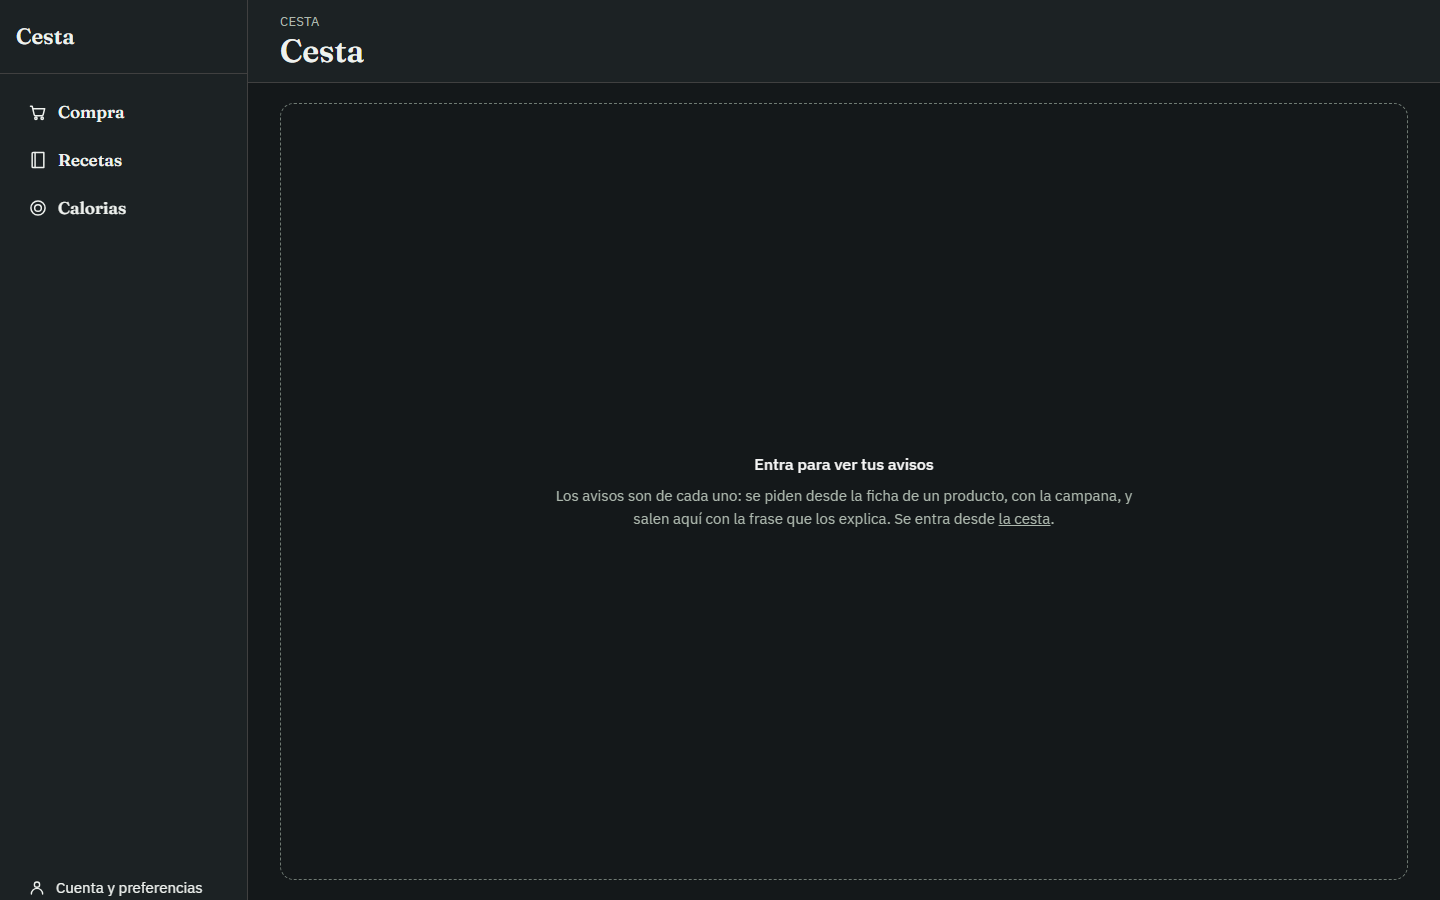 Cesta
Compra
Recetas
Calorias
Cuenta y preferencias
CESTA
Cesta
Entra para ver tus avisos
Los avisos son de cada uno: se piden desde la ficha de un producto, con la campana, y
salen aquí con la frase que los explica. Se entra desde la cesta.